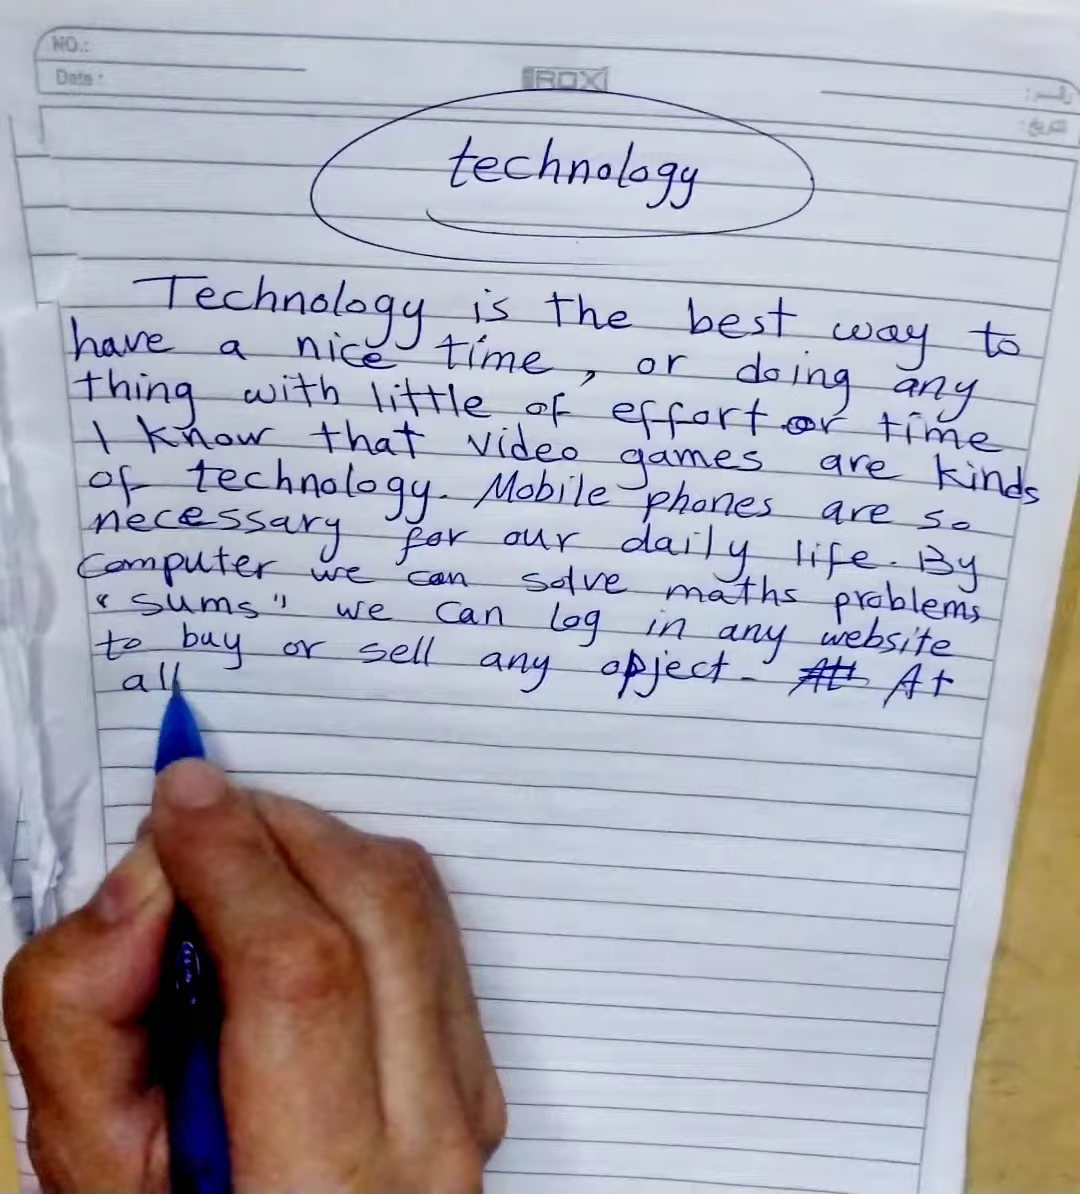 NO.:
Date:
ROXI
رقم:
تاريخ:
technology
Technology is the best way to
have a nice time, or doing any
thing with little of effort or time
I know that video games are kinds
of technology. Mobile phones are so
necessary for our daily life. By
computer we can solve maths problems
"sums" we can log in any website
to buy or sell any opject. At
all